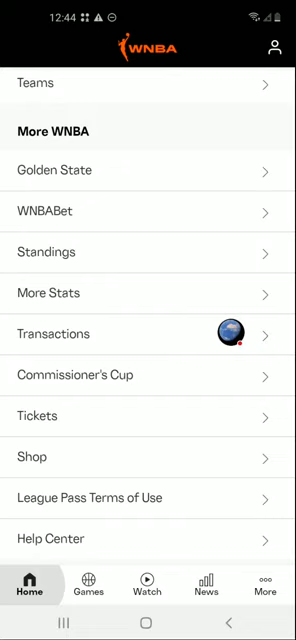 12:44
WNBA
Teams
More WNBA
Golden State
WNBABet
Standings
More Stats
Transactions
Commissioner's Cup
Tickets
Shop
League Pass Terms of Use
Help Center
Home Games Watch News More